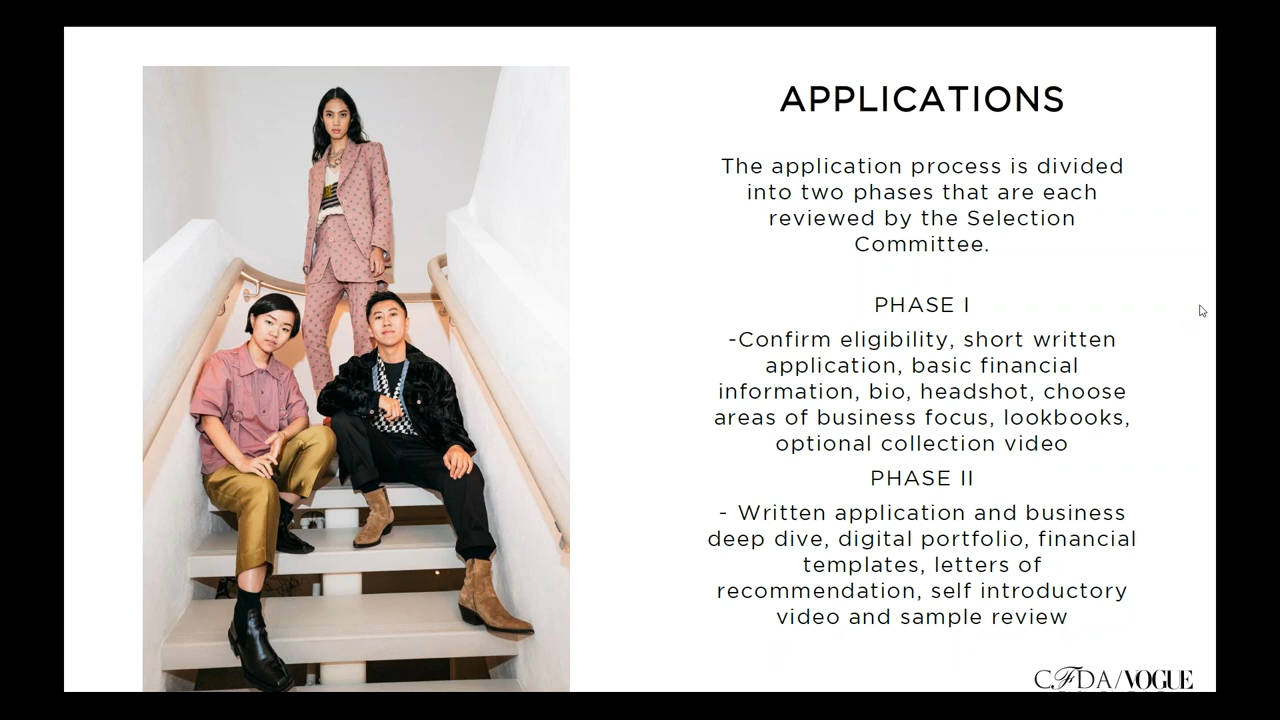 APPLICATIONS
The application process is divided
into two phases that are each
reviewed by the Selection
Committee.
PHASE I
-Confirm eligibility, short written
application, basic financial
information, bio, headshot, choose
areas of business focus, lookbooks,
optional collection video
PHASE II
- Written application and business
deep dive, digital portfolio, financial
templates, letters of
recommendation, self introductory
video and sample review
CFDA/VOGUE